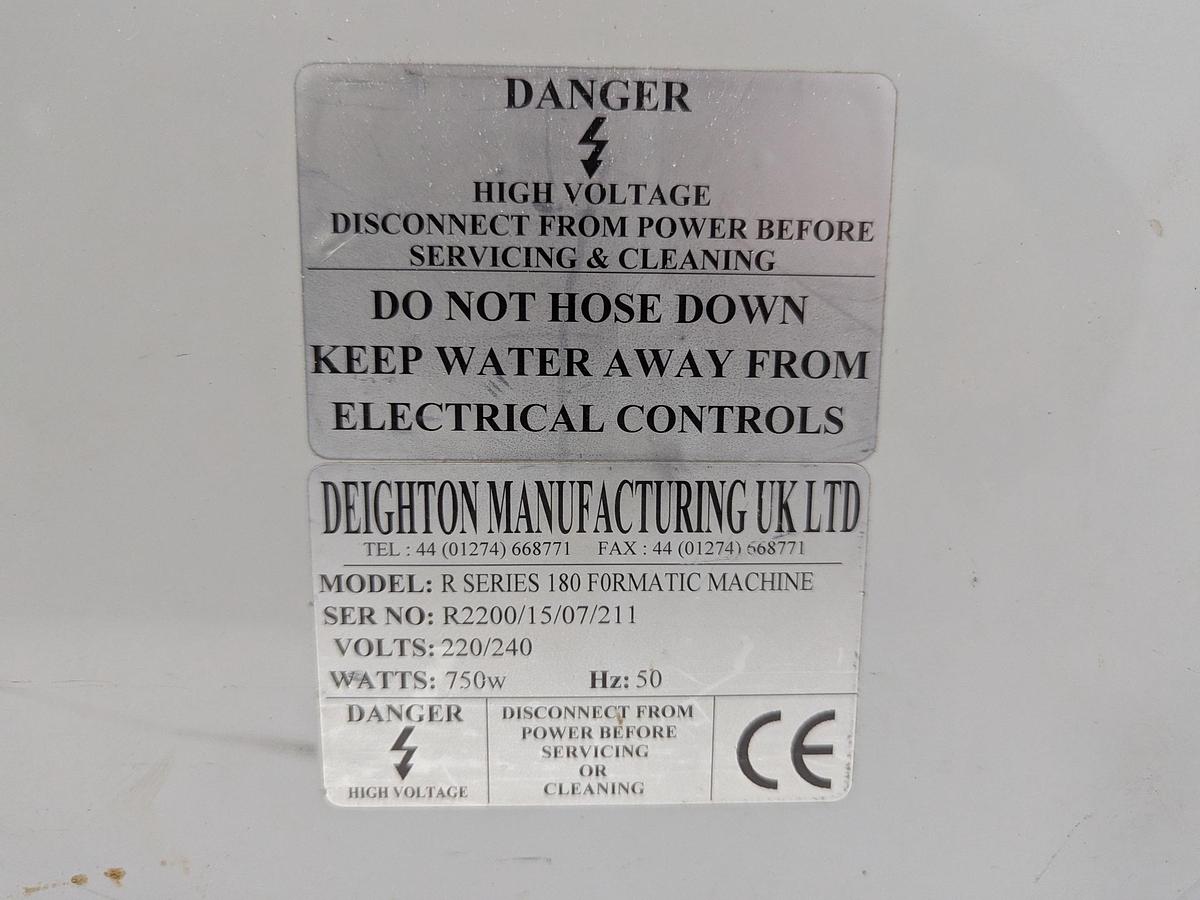 DANGER
HIGH VOLTAGE
DISCONNECT FROM POWER BEFORE
SERVICING & CLEANING
DO NOT HOSE DOWN
KEEP WATER AWAY FROM
ELECTRICAL CONTROLS
DEIGHTON MANUFACTURING UK LTD
TEL : 44 (01274) 668771 FAX : 44 (01274) 668771
MODEL: R SERIES 180 F0RMATIC MACHINE
SER NO: R2200/15/07/211
VOLTS: 220/240
WATTS: 750w Hz: 50
DANGER
HIGH VOLTAGE
DISCONNECT FROM
POWER BEFORE
SERVICING
OR
CLEANING
CE